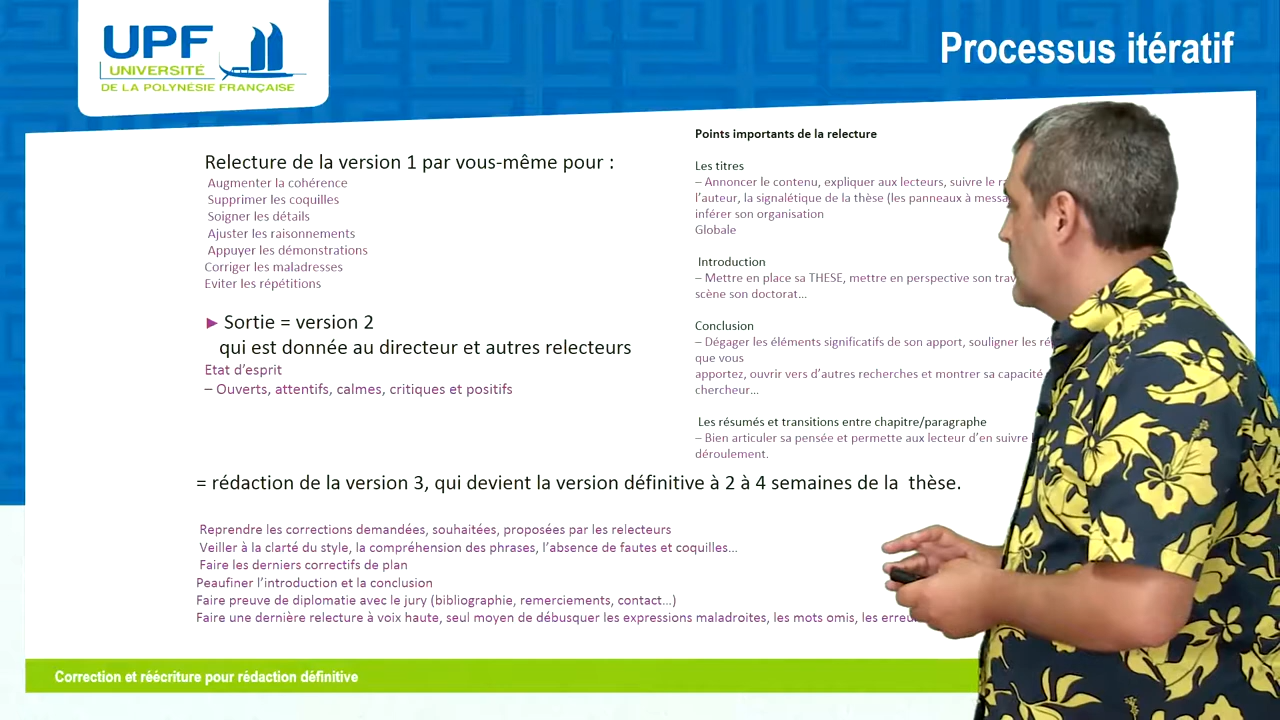 UPF
UNIVERSITÉ
DE LA POLYNÉSIE FRANÇAISE
Processus itératif
Relecture de la version 1 par vous-même pour :
Augmenter la cohérence
Supprimer les coquilles
Soigner les détails
Ajuster les raisonnements
Appuyer les démonstrations
Corriger les maladresses
Eviter les répétitions
► Sortie = version 2
qui est donnée au directeur et autres relecteurs
Etat d'esprit
– Ouverts, attentifs, calmes, critiques et positifs
Points importants de la relecture
Les titres
– Annoncer le contenu, expliquer aux lecteurs, suivre le
l'auteur, la signalétique de la thèse (les panneaux à
inférer son organisation
Globale
Introduction
– Mettre en place sa THESE, mettre en perspective son
scène son doctorat…
Conclusion
– Dégager les éléments significatifs de son apport, souligner les
que vous
apportez, ouvrir vers d'autres recherches et montrer sa capacité
chercheur…
Les résumés et transitions entre chapitre/paragraphe
– Bien articuler sa pensée et permette aux lecteur d'en suivre
déroulement.
= rédaction de la version 3, qui devient la version définitive à 2 à 4 semaines de la thèse.
Reprendre les corrections demandées, souhaitées, proposées par les relecteurs
Veiller à la clarté du style, la compréhension des phrases, l'absence de fautes et coquilles…
Faire les derniers correctifs de plan
Peaufiner l'introduction et la conclusion
Faire preuve de diplomatie avec le jury (bibliographie, remerciements, contact…)
Faire une dernière relecture à voix haute, seul moyen de débusquer les expressions maladroites, les mots omis, les
Correction et réécriture pour rédaction définitive